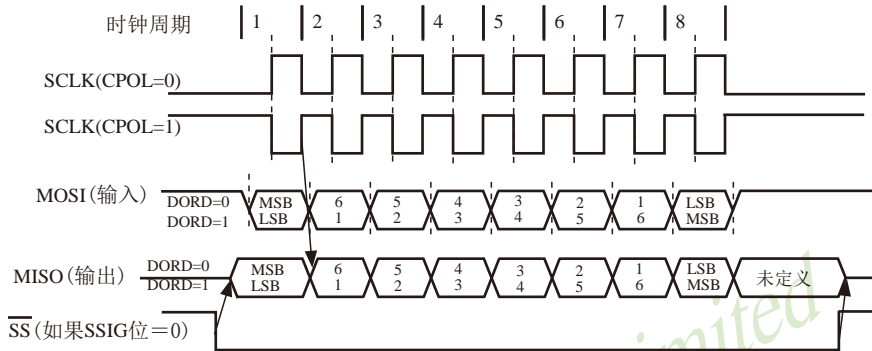 时钟周期 1 2 3 4 5 6 7 8
SCLK(CPOL=0)
SCLK(CPOL=1)
MOSI(输入) DORD=0 MSB 6 5 4 3 2 1 LSB
DORD=1 LSB 1 2 3 4 5 6 MSB
MISO(输出) DORD=0 MSB 6 5 4 3 2 1 LSB 未定义
DORD=1 LSB 1 2 3 4 5 6 MSB
SS(如果SSIG位=0)
imited